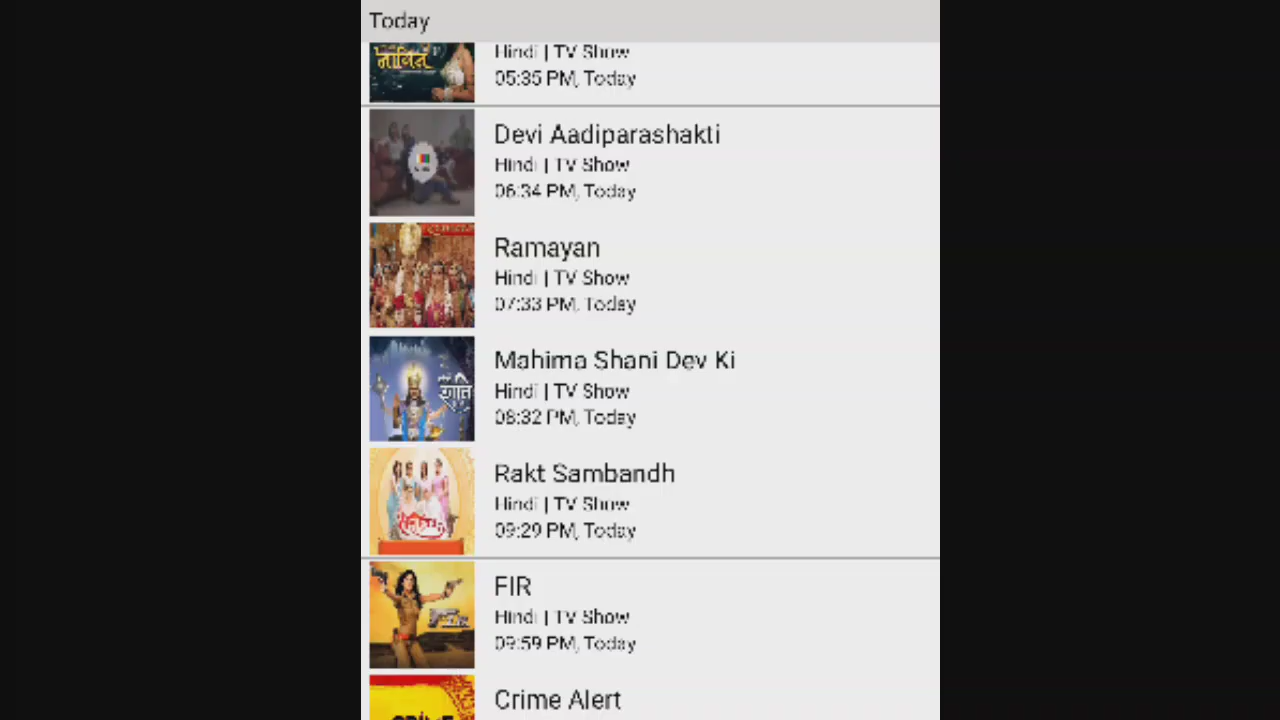 Today
नागिन
Hindi | TV Show
05:35 PM, Today
Devi Aadiparashakti
Hindi | TV Show
06:34 PM, Today
Ramayan
Hindi | TV Show
07:33 PM, Today
Mahima Shani Dev Ki
Hindi | TV Show
08:32 PM, Today
Rakt Sambandh
Hindi | TV Show
09:29 PM, Today
FIR
Hindi | TV Show
09:59 PM, Today
Crime Alert